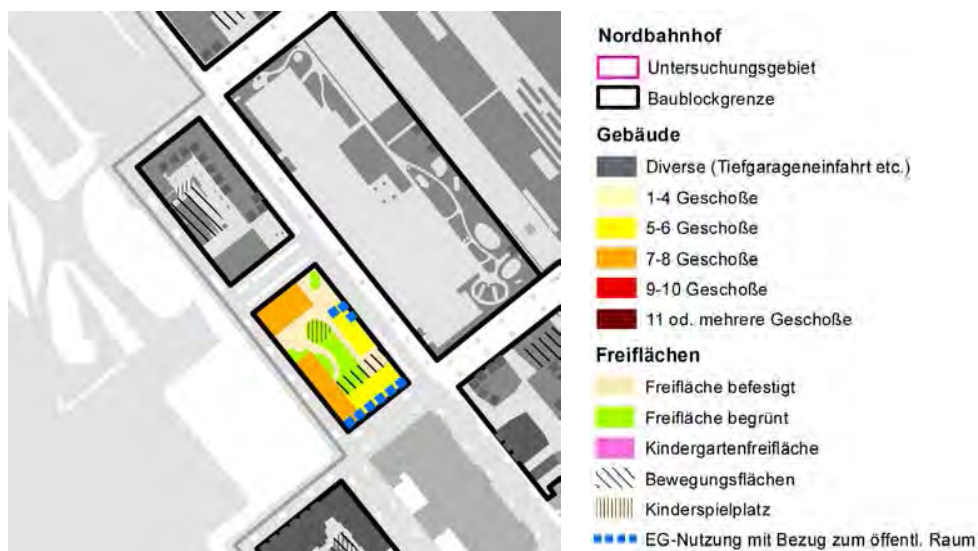 Nordbahnhof
Untersuchungsgebiet
Baublockgrenze
Gebäude
Diverse (Tiefgarageneinfahrt etc.)
1-4 Geschoße
5-6 Geschoße
7-8 Geschoße
9-10 Geschoße
11 od. mehrere Geschoße
Freiflächen
Freifläche befestigt
Freifläche begrünt
Kindergartenfreifläche
Bewegungsflächen
Kinderspielplatz
EG-Nutzung mit Bezug zum öffentl. Raum